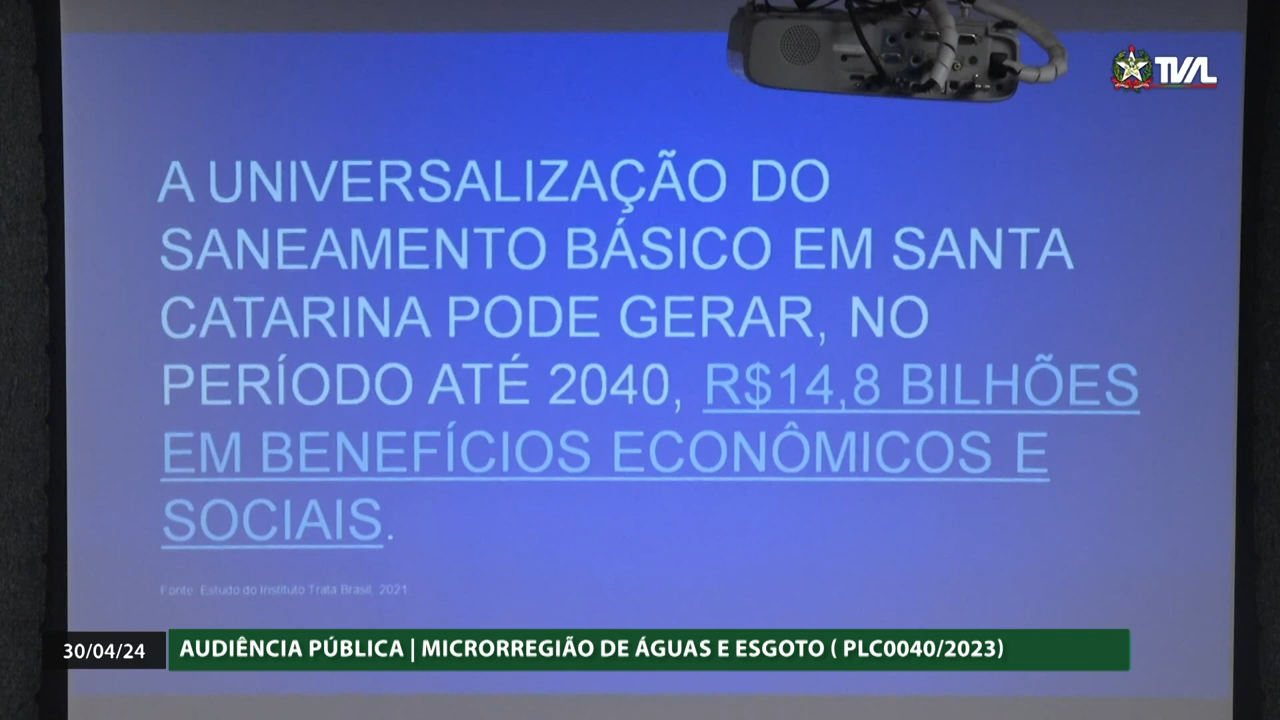 TVAL
A UNIVERSALIZAÇÃO DO
SANEAMENTO BÁSICO EM SANTA
CATARINA PODE GERAR, NO
PERÍODO ATÉ 2040, R$14,8 BILHÕES
EM BENEFÍCIOS ECONÔMICOS E
SOCIAIS.
Fonte: Estudo do Instituto Trata Brasil, 2021
30/04/24
AUDIÊNCIA PÚBLICA | MICRORREGIÃO DE ÁGUAS E ESGOTO ( PLC0040/2023)